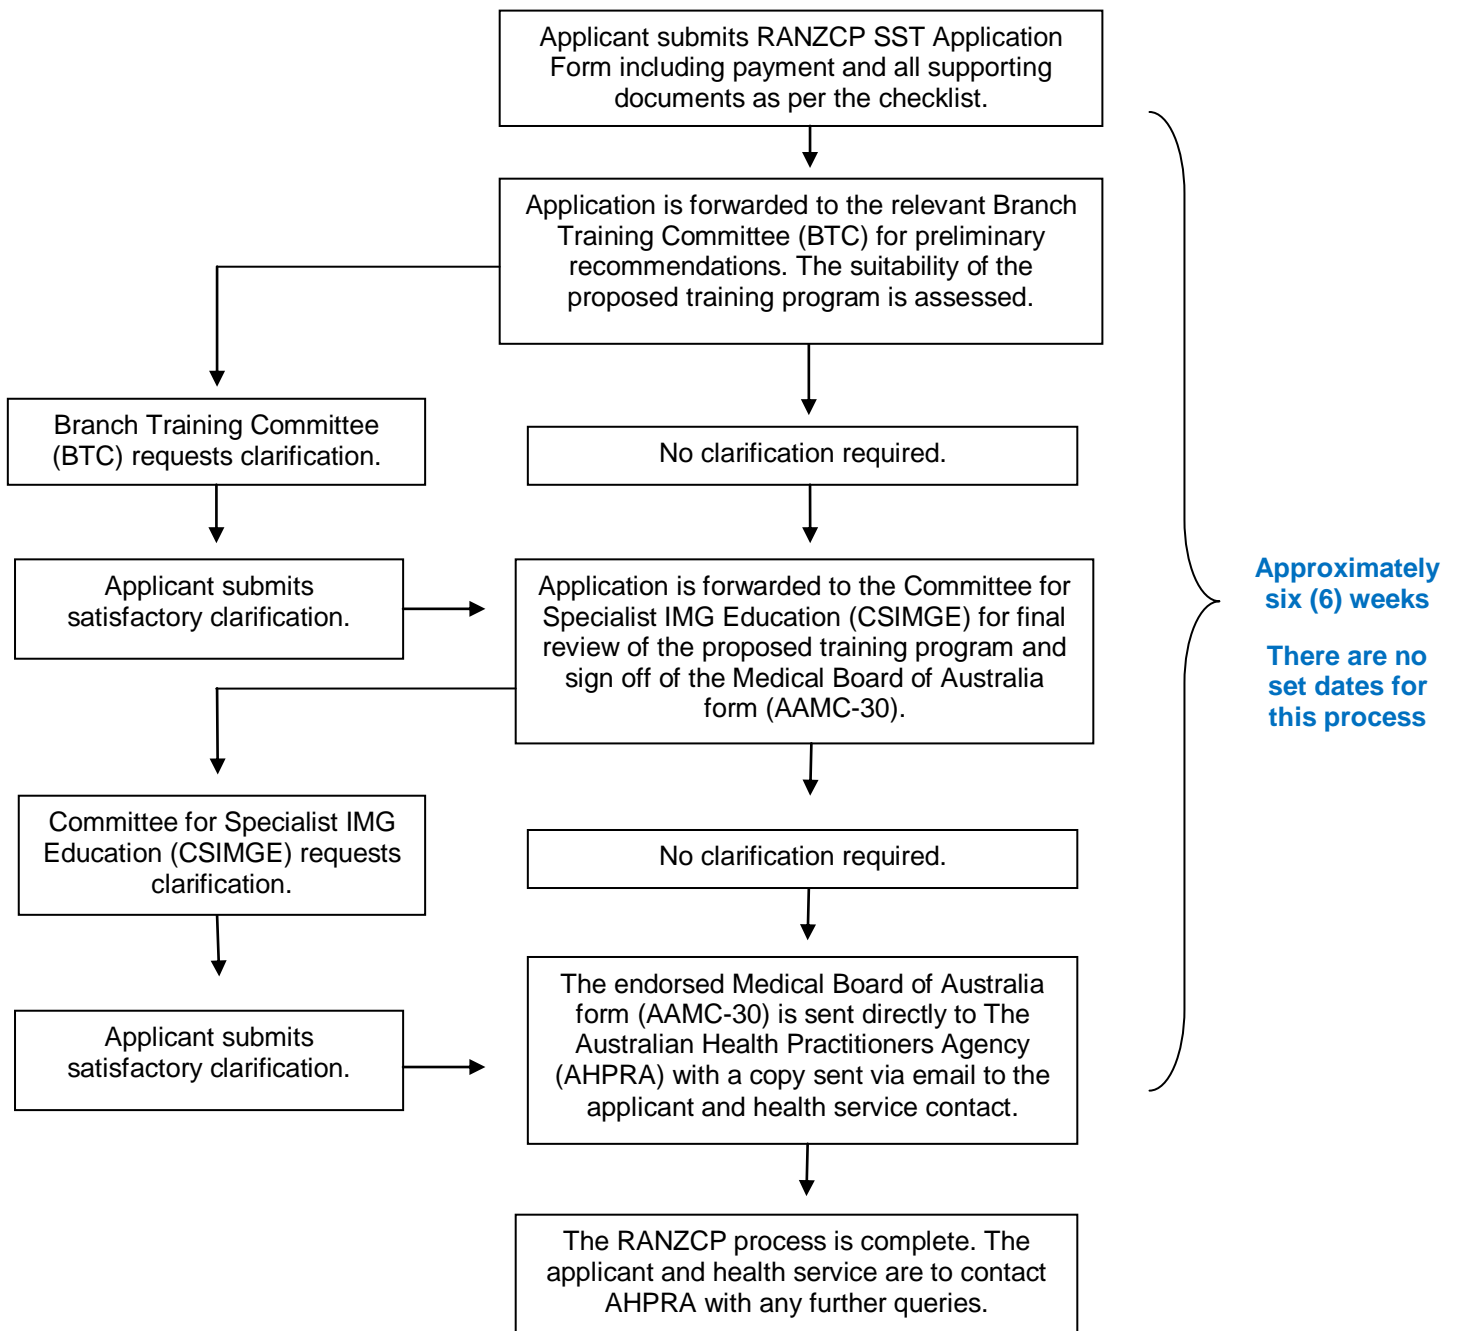 Applicant submits RANZCP SST Application
Form including payment and all supporting
documents as per the checklist.
Application is forwarded to the relevant Branch
Training Committee (BTC) for preliminary
recommendations. The suitability of the
proposed training program is assessed.
Branch Training Committee
(BTC) requests clarification.
No clarification required.
Applicant submits
satisfactory clarification.
Application is forwarded to the Committee for
Specialist IMG Education (CSIMGE) for final
review of the proposed training program and
sign off of the Medical Board of Australia
form (AAMC-30).
Approximately
six (6) weeks
There are no
set dates for
this process
Committee for Specialist IMG
Education (CSIMGE) requests
clarification.
No clarification required.
Applicant submits
satisfactory clarification.
The endorsed Medical Board of Australia
form (AAMC-30) is sent directly to The
Australian Health Practitioners Agency
(AHPRA) with a copy sent via email to the
applicant and health service contact.
The RANZCP process is complete. The
applicant and health service are to contact
AHPRA with any further queries.